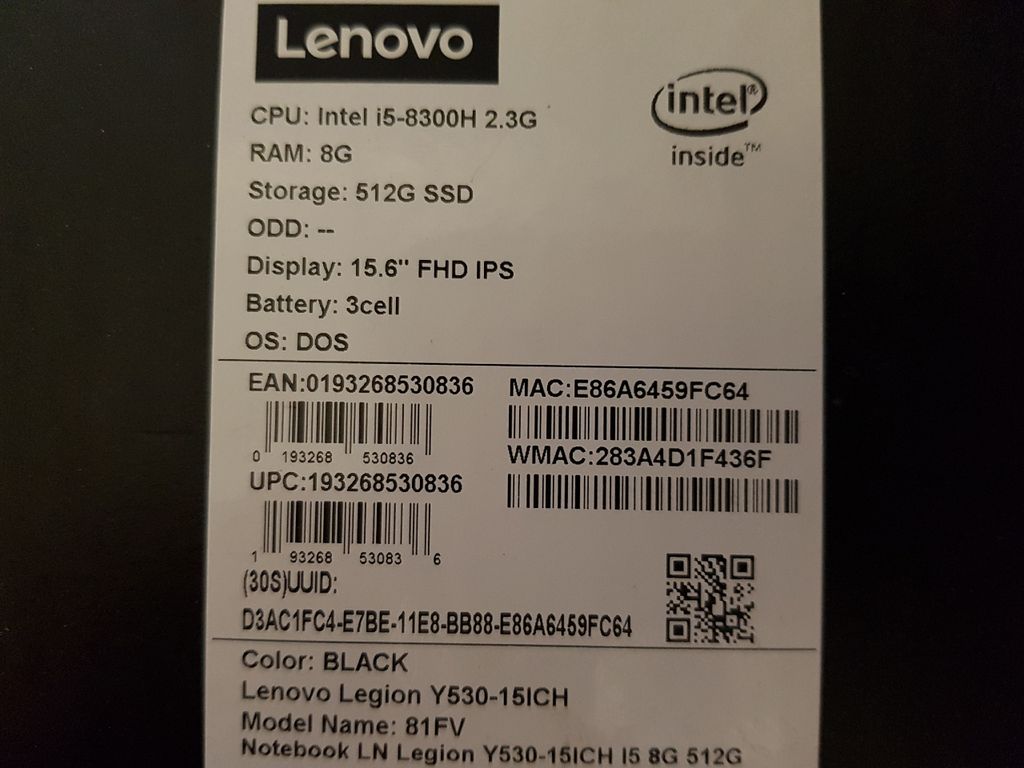 Lenovo
CPU: Intel i5-8300H 2.3G
intel®
inside™
RAM: 8G
Storage: 512G SSD
ODD: --
Display: 15.6" FHD IPS
Battery: 3cell
OS: DOS
EAN:0193268530836
0 193268 530836
UPC:193268530836
1 93268 53083 6
MAC:E86A6459FC64
WMAC:283A4D1F436F
(30S)UUID:
D3AC1FC4-E7BE-11E8-BB88-E86A6459FC64
Color: BLACK
Lenovo Legion Y530-15ICH
Model Name: 81FV
Notebook LN Legion Y530-15ICH I5 8G 512G